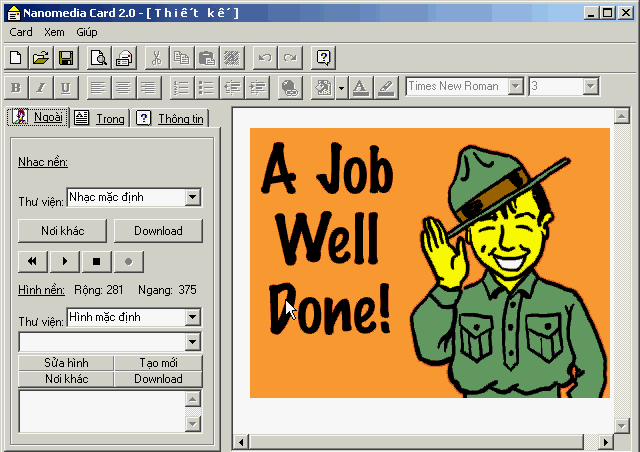 Nanomedia Card 2.0 - [ Thiết kế ]
Card Xem Giúp
B I U
A
Times New Roman 3
Ngoài Trong Thông tin
Nhạc nền:
Thư viện: Nhạc mặc định
Nơi khác Download
Hình nền: Rộng: 281 Ngang: 375
Thư viện: Hình mặc định
Sửa hình Tạo mới
Nơi khác Download
A Job
Well
Done!